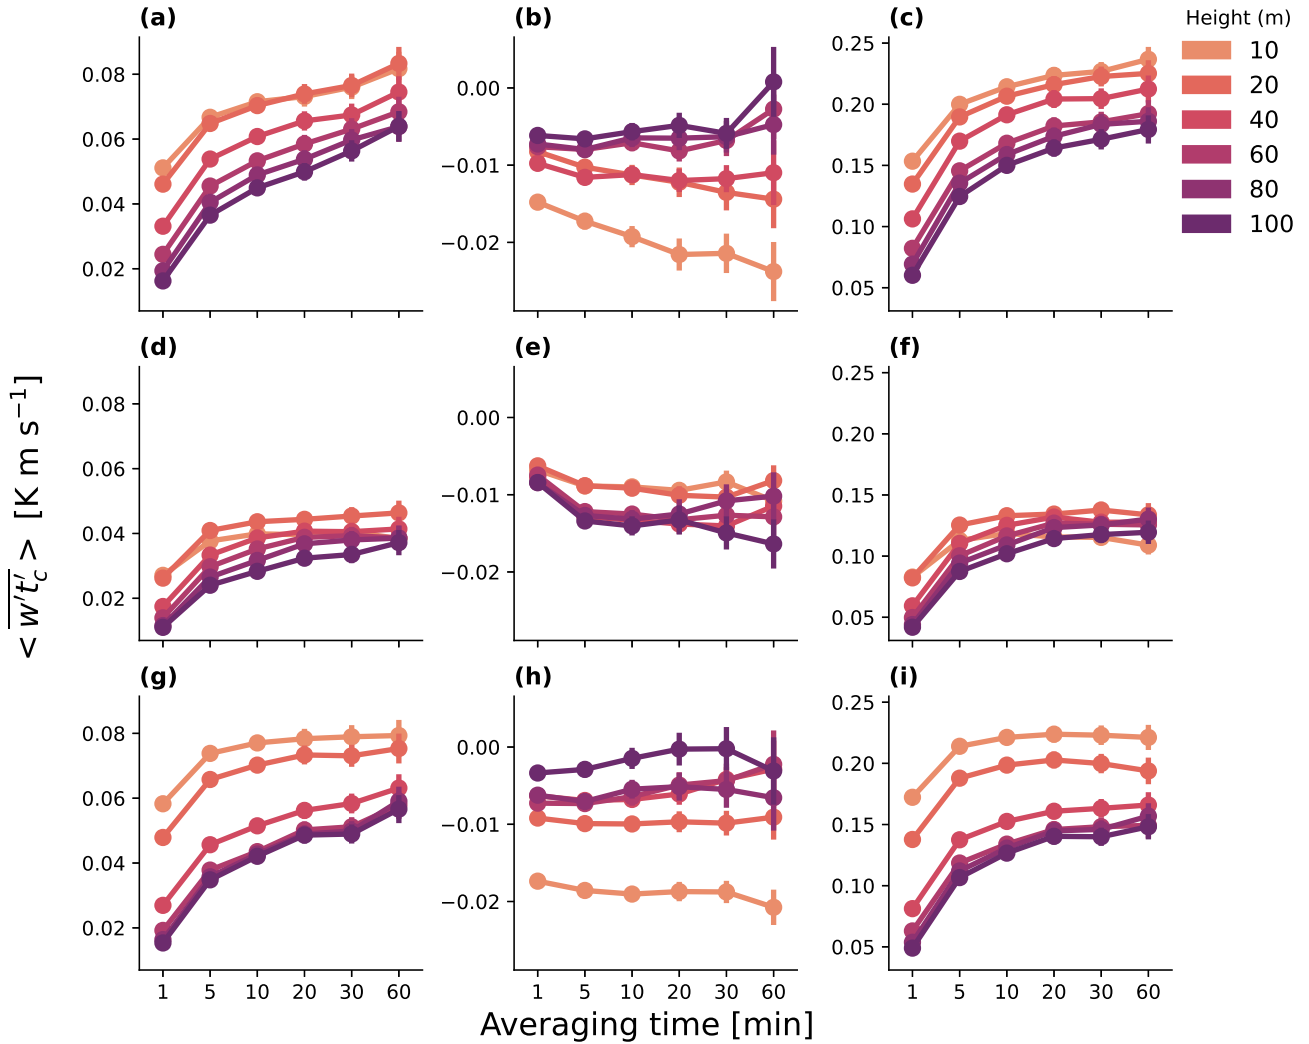 (a) (b) (c) Height (m)
0.08 0.06 0.04 0.02
0.00 −0.01 −0.02
0.25 0.20 0.15 0.10 0.05
10
20
40
60
80
100
(d) (e) (f)
0.08 0.06 0.04 0.02
0.00 −0.01 −0.02
0.25 0.20 0.15 0.10 0.05
< w't'c > [K m s−1]
(g) (h) (i)
0.08 0.06 0.04 0.02
0.00 −0.01 −0.02
0.25 0.20 0.15 0.10 0.05
1 5 10 20 30 60 1 5 10 20 30 60 1 5 10 20 30 60
Averaging time [min]